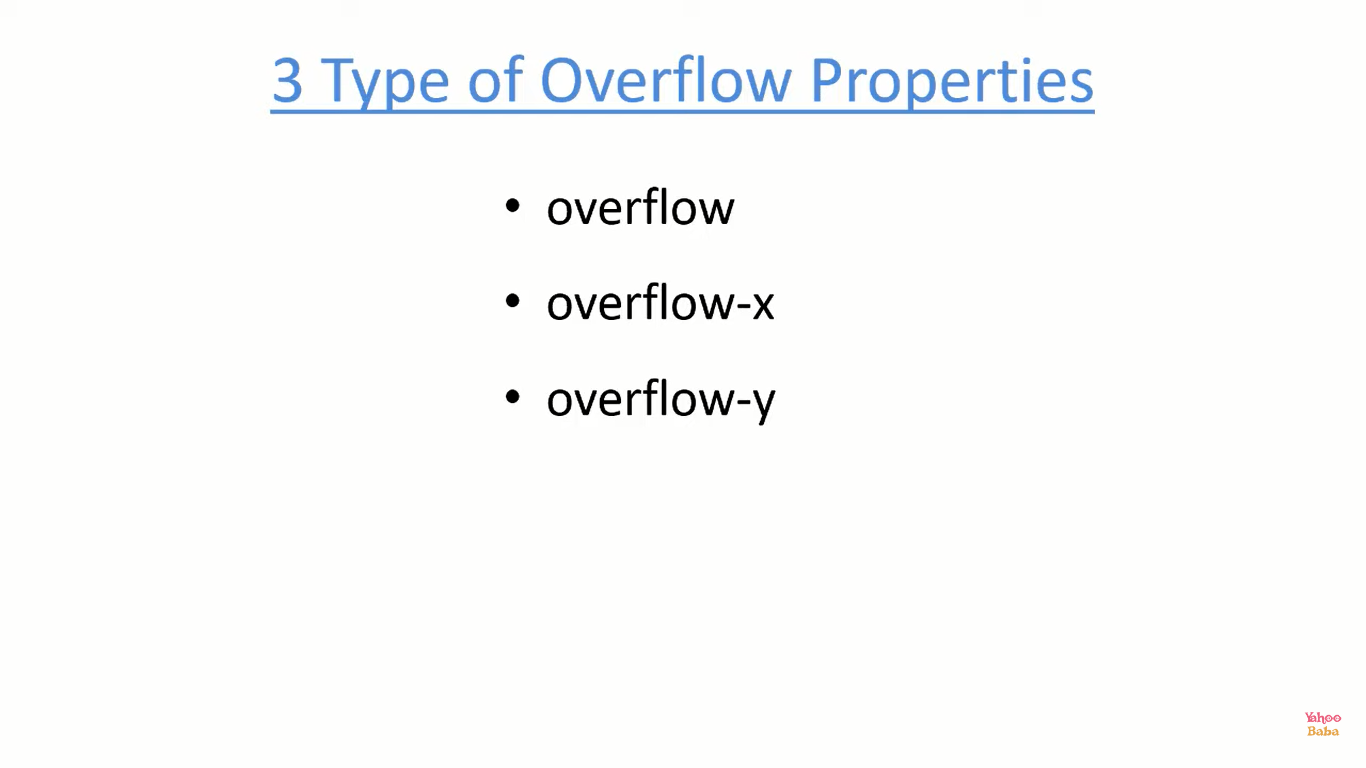 3 Type of Overflow Properties
• overflow
• overflow-x
• overflow-y
Yahoo
Baba